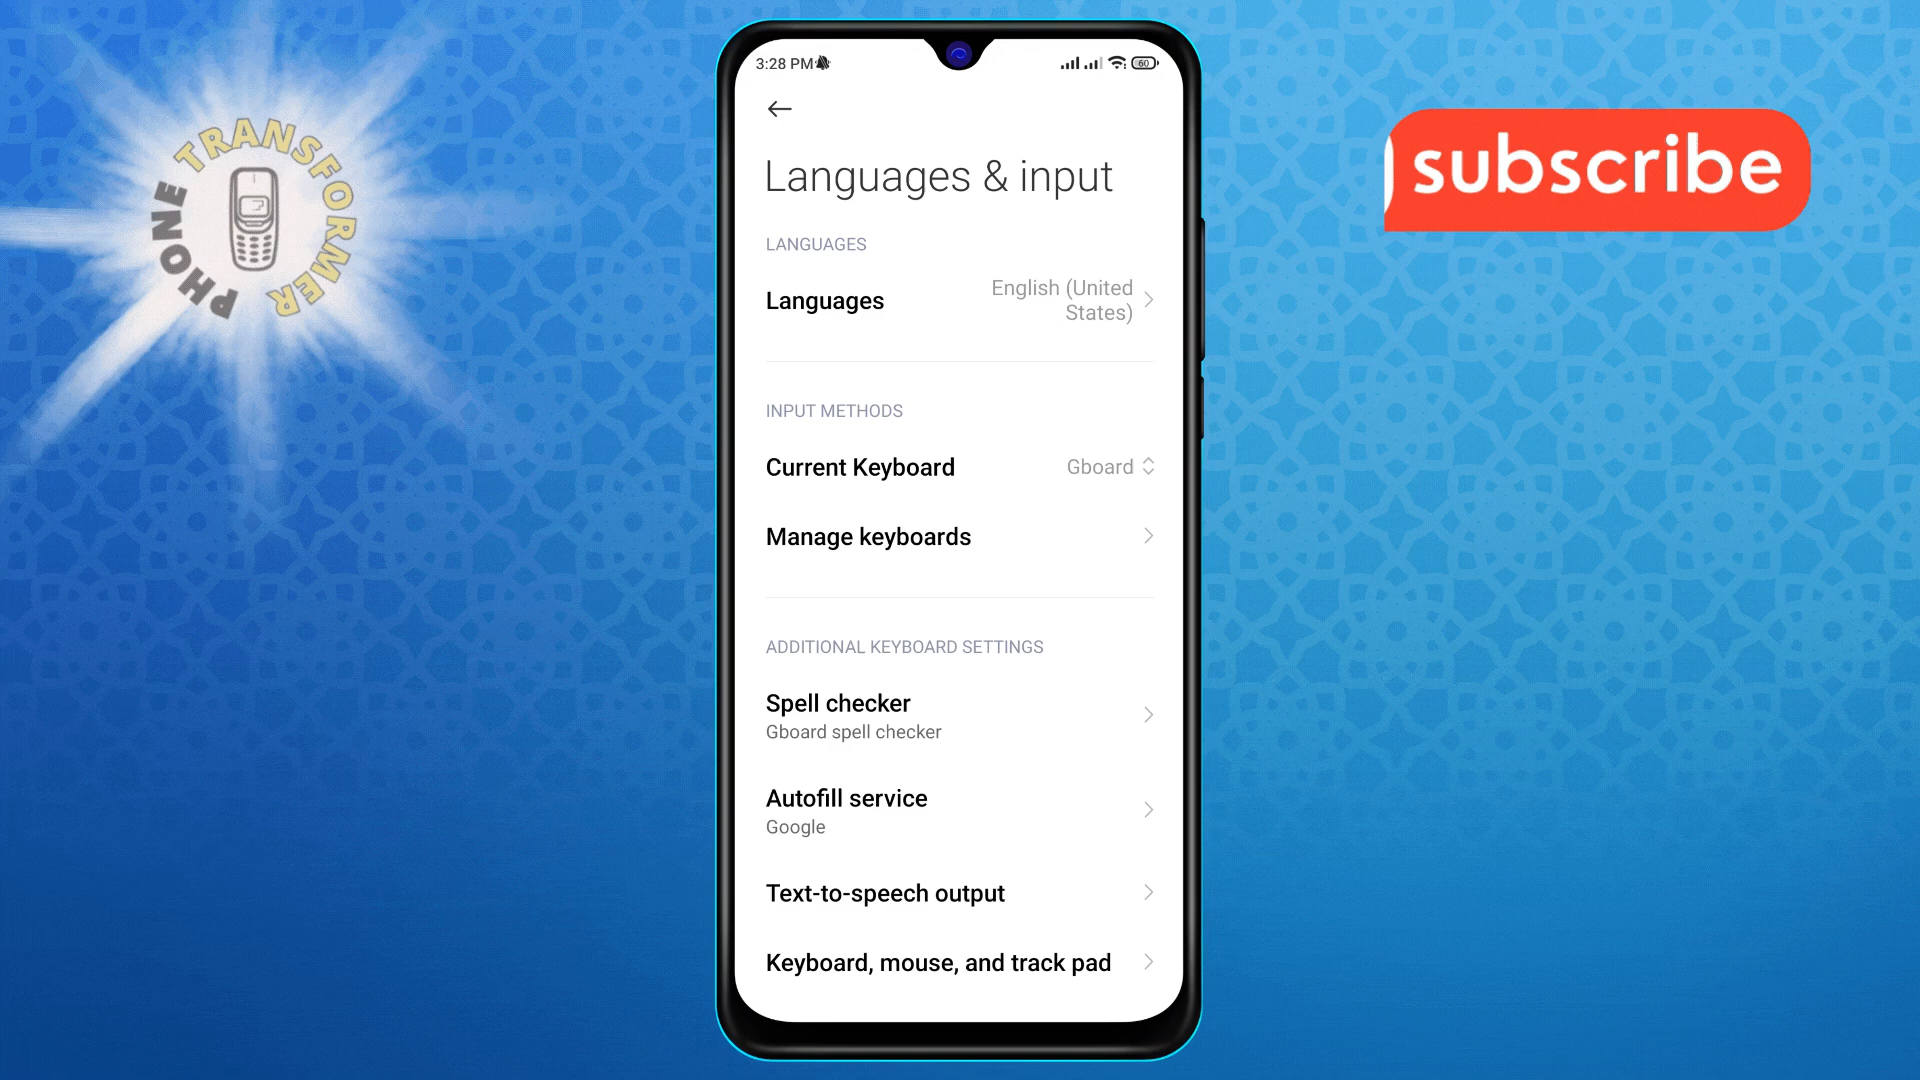 PHONE TRANSFORMER
subscribe
3:28 PM
60
Languages & input
LANGUAGES
Languages
English (United
States)
INPUT METHODS
Current Keyboard
Gboard
Manage keyboards
ADDITIONAL KEYBOARD SETTINGS
Spell checker
Gboard spell checker
Autofill service
Google
Text-to-speech output
Keyboard, mouse, and track pad